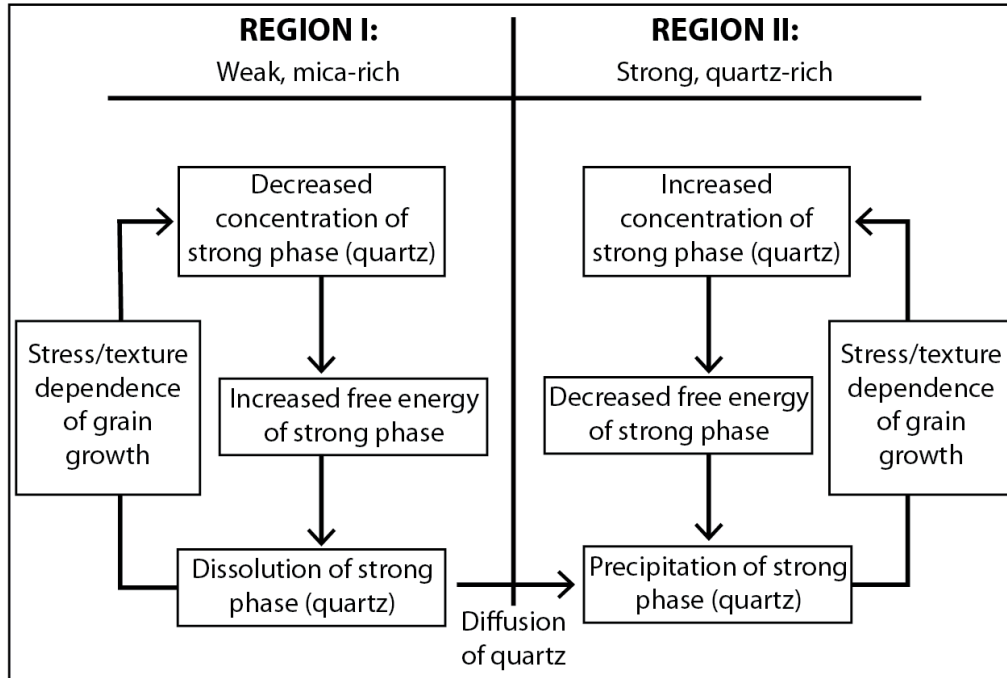 REGION I:
Weak, mica-rich
Decreased
concentration of
strong phase (quartz)
Stress/texture
dependence
of grain
growth
Increased free energy
of strong phase
Dissolution of strong
phase (quartz)
Diffusion
of quartz
REGION II:
Strong, quartz-rich
Increased
concentration of
strong phase (quartz)
Decreased free energy
of strong phase
Stress/texture
dependence
of grain
growth
Precipitation of strong
phase (quartz)